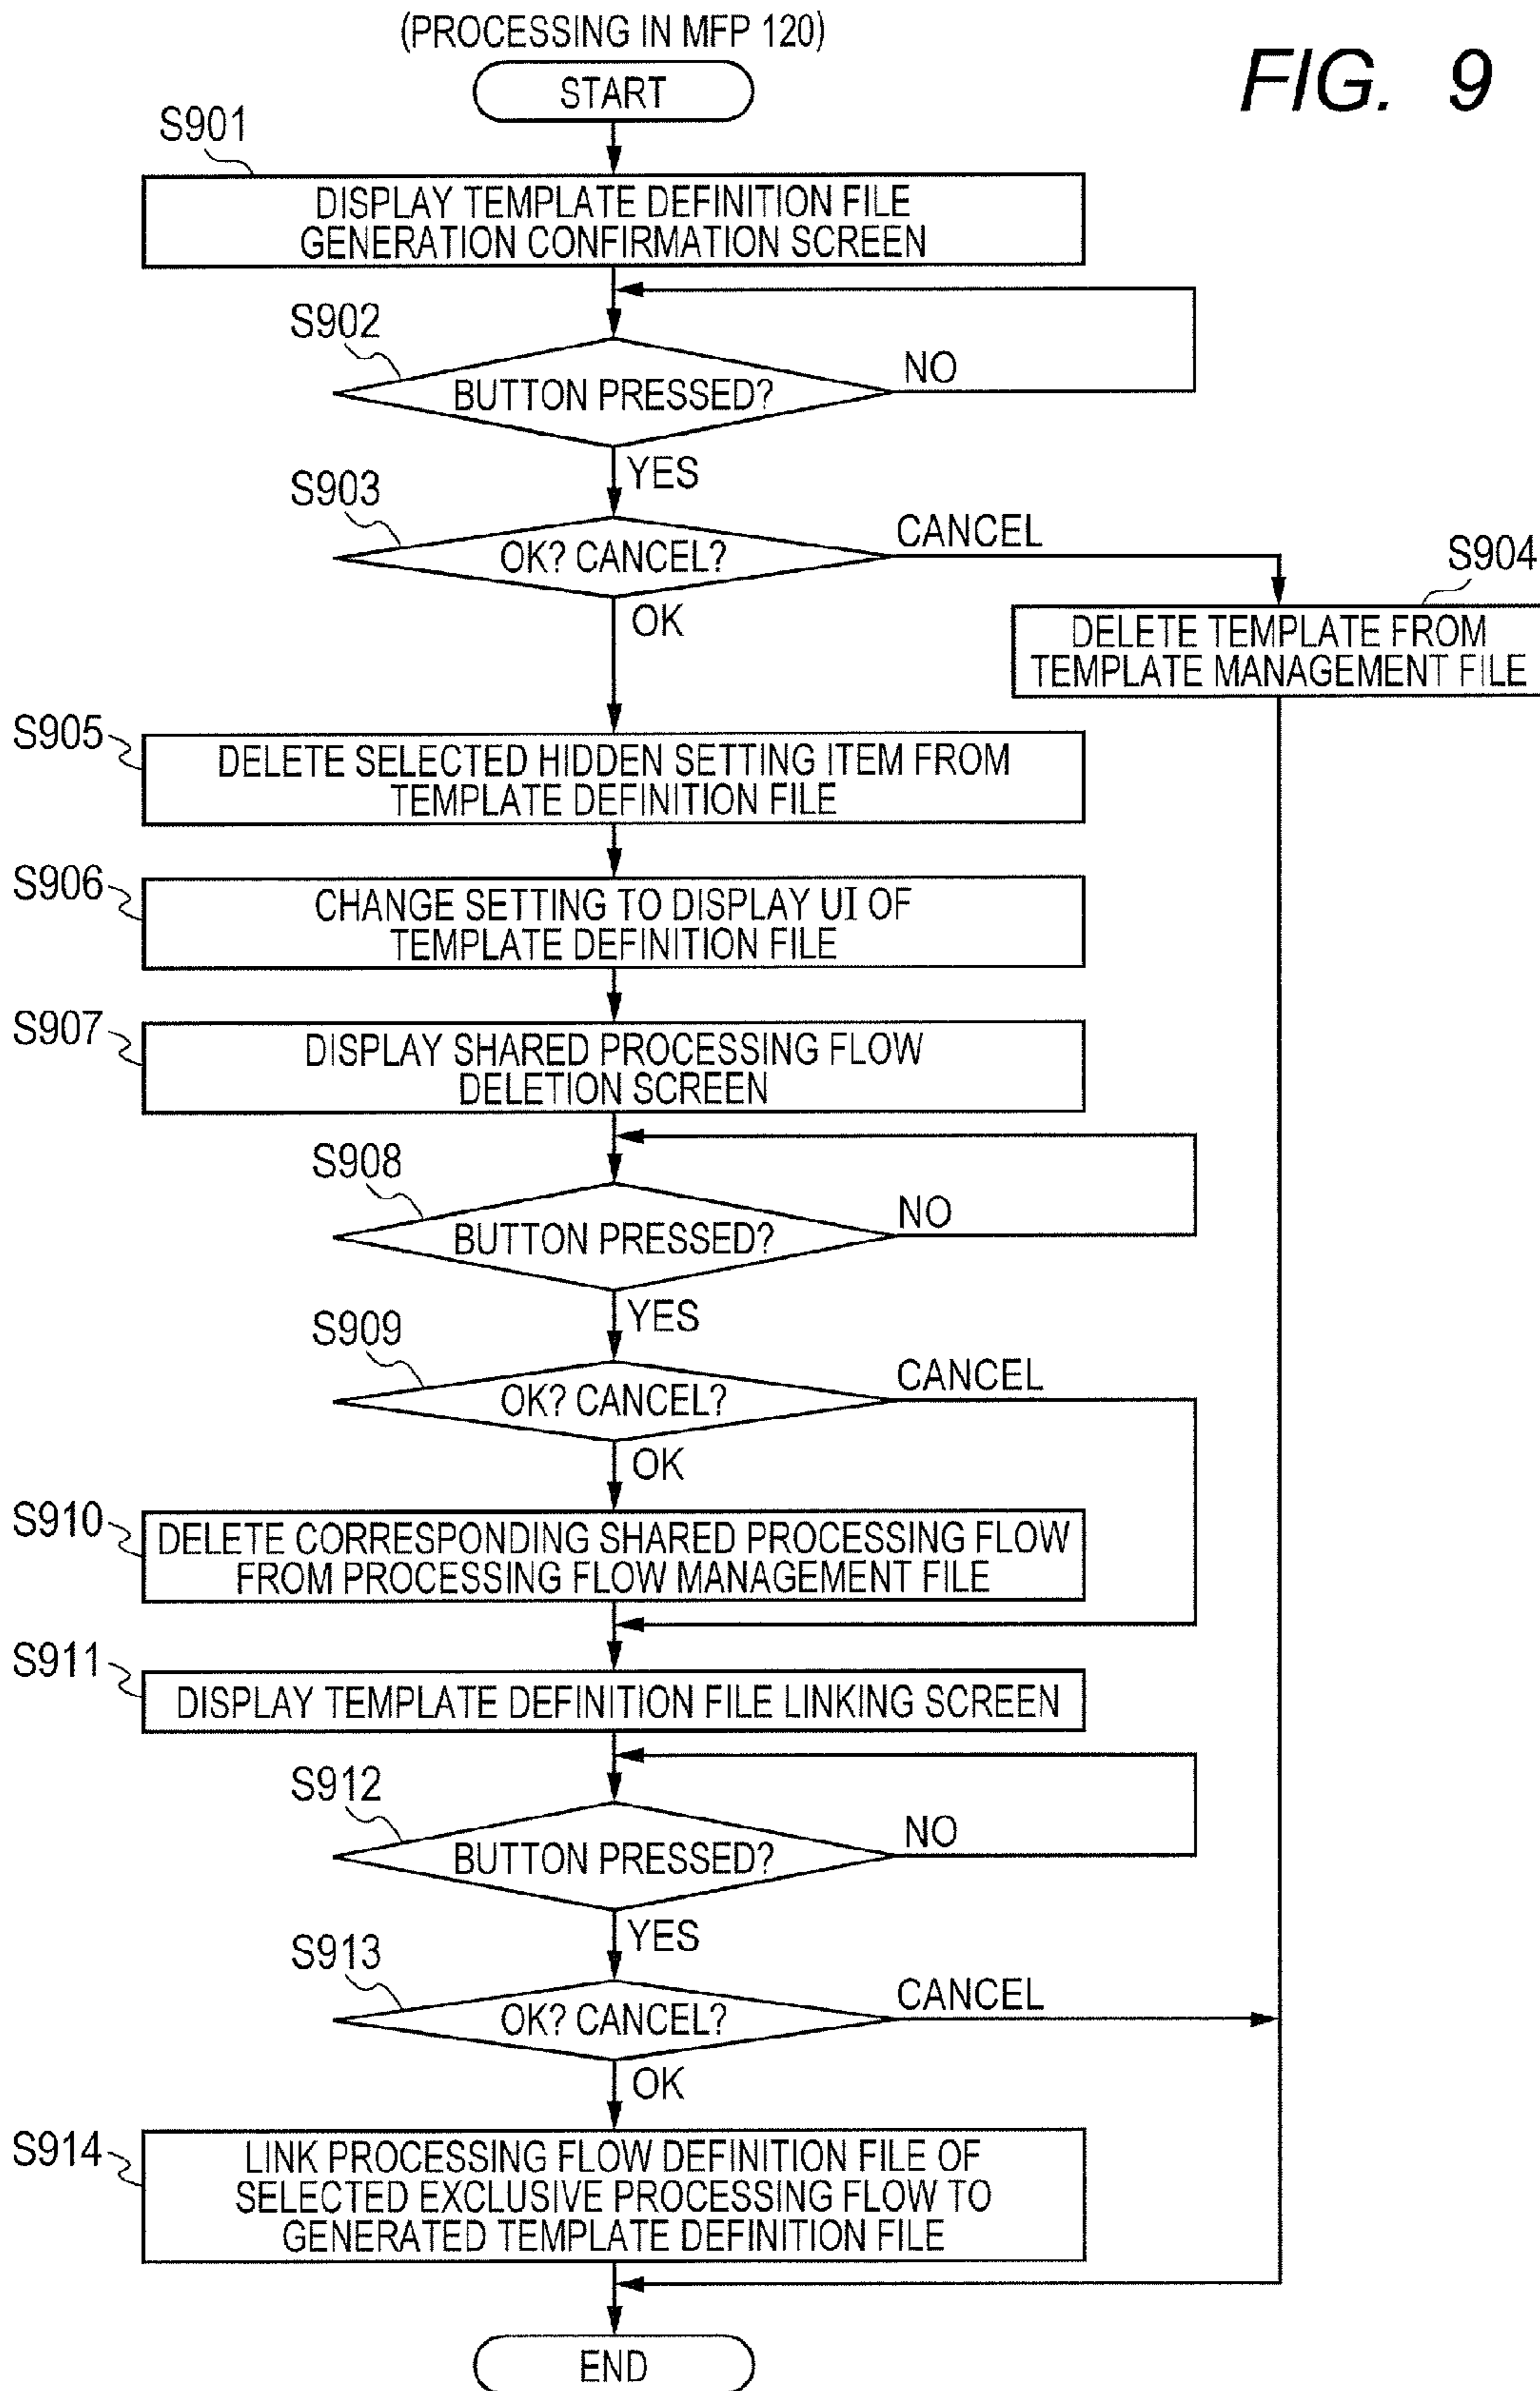 (PROCESSING IN MFP 120)
FIG. 9
START
S901
DISPLAY TEMPLATE DEFINITION FILE
GENERATION CONFIRMATION SCREEN
S902
BUTTON PRESSED?
NO
YES
S903
OK? CANCEL?
CANCEL
OK
S904
DELETE TEMPLATE FROM
TEMPLATE MANAGEMENT FILE
S905
DELETE SELECTED HIDDEN SETTING ITEM FROM
TEMPLATE DEFINITION FILE
S906
CHANGE SETTING TO DISPLAY UI OF
TEMPLATE DEFINITION FILE
S907
DISPLAY SHARED PROCESSING FLOW
DELETION SCREEN
S908
BUTTON PRESSED?
NO
YES
S909
OK? CANCEL?
CANCEL
OK
S910
DELETE CORRESPONDING SHARED PROCESSING FLOW
FROM PROCESSING FLOW MANAGEMENT FILE
S911
DISPLAY TEMPLATE DEFINITION FILE LINKING SCREEN
S912
BUTTON PRESSED?
NO
YES
S913
OK? CANCEL?
CANCEL
OK
S914
LINK PROCESSING FLOW DEFINITION FILE OF
SELECTED EXCLUSIVE PROCESSING FLOW TO
GENERATED TEMPLATE DEFINITION FILE
END